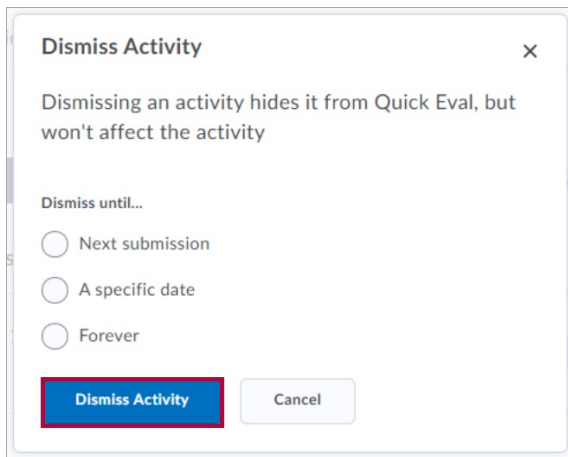 Dismiss Activity
Dismissing an activity hides it from Quick Eval, but
won't affect the activity
Dismiss until...
Next submission
A specific date
Forever
Dismiss Activity Cancel